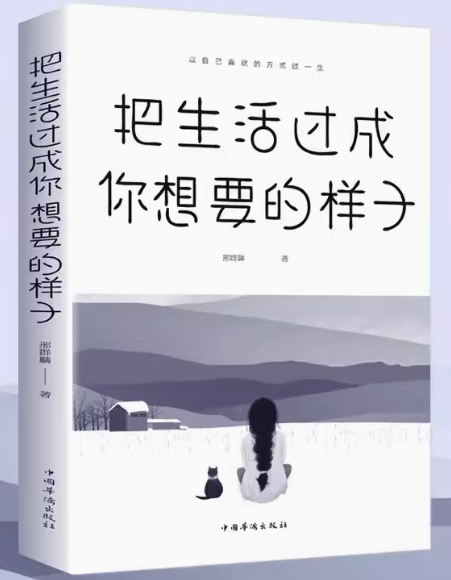 以自己喜欢的方式过一生
把生活过成
你想要的样子
邢群麟 著
中国华侨出版社
把生活过成你想要的样子
邢群麟——著
中国华侨出版社